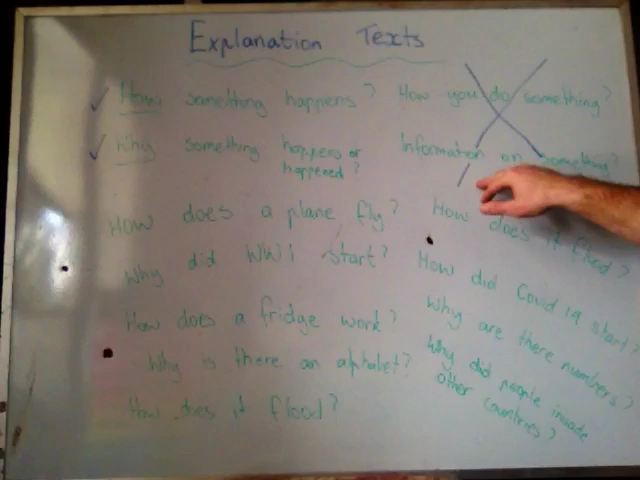 Explanation Texts
How something happens?
Why something happens or happened?
How does a plane fly?
Why did WW1 start?
How does a fridge work?
Why is there an alphabet?
How does it flood?
How you do something?
Information on something?
How does it flood?
How did Covid 19 start?
Why are there numbers?
Why did people invade
other countries?